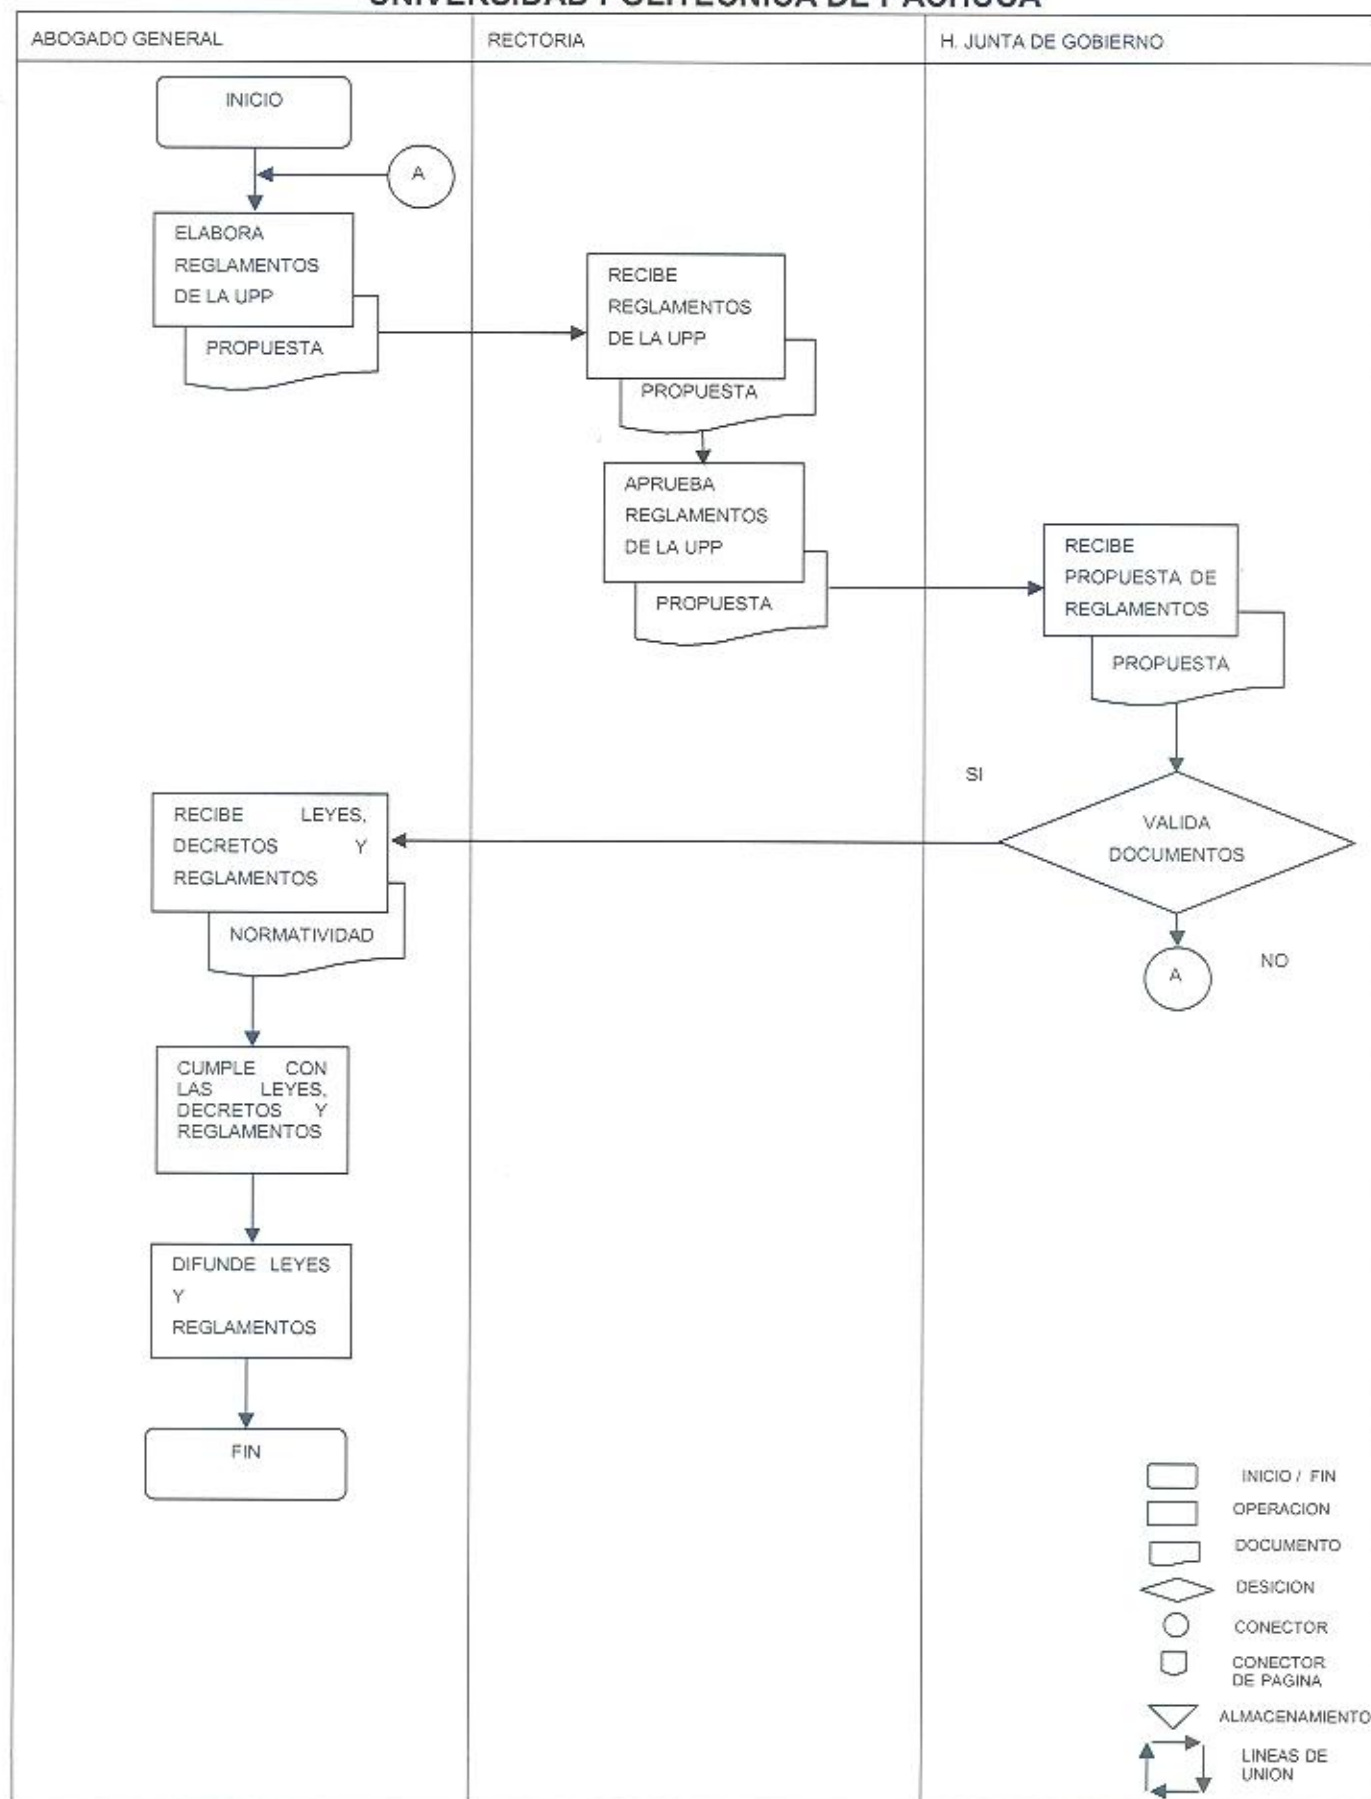 UNIVERSIDAD POLITECNICA DE PACHUCA
ABOGADO GENERAL
RECTORIA
H. JUNTA DE GOBIERNO
INICIO
A
ELABORA
REGLAMENTOS
DE LA UPP
PROPUESTA
RECIBE
REGLAMENTOS
DE LA UPP
PROPUESTA
APRUEBA
REGLAMENTOS
DE LA UPP
PROPUESTA
RECIBE
PROPUESTA DE
REGLAMENTOS
PROPUESTA
SI
VALIDA
DOCUMENTOS
A
NO
RECIBE LEYES,
DECRETOS Y
REGLAMENTOS
NORMATIVIDAD
CUMPLE CON
LAS LEYES,
DECRETOS Y
REGLAMENTOS
DIFUNDE LEYES
Y
REGLAMENTOS
FIN
INICIO / FIN
OPERACION
DOCUMENTO
DESICION
CONECTOR
CONECTOR
DE PAGINA
ALMACENAMIENTO
LINEAS DE
UNION